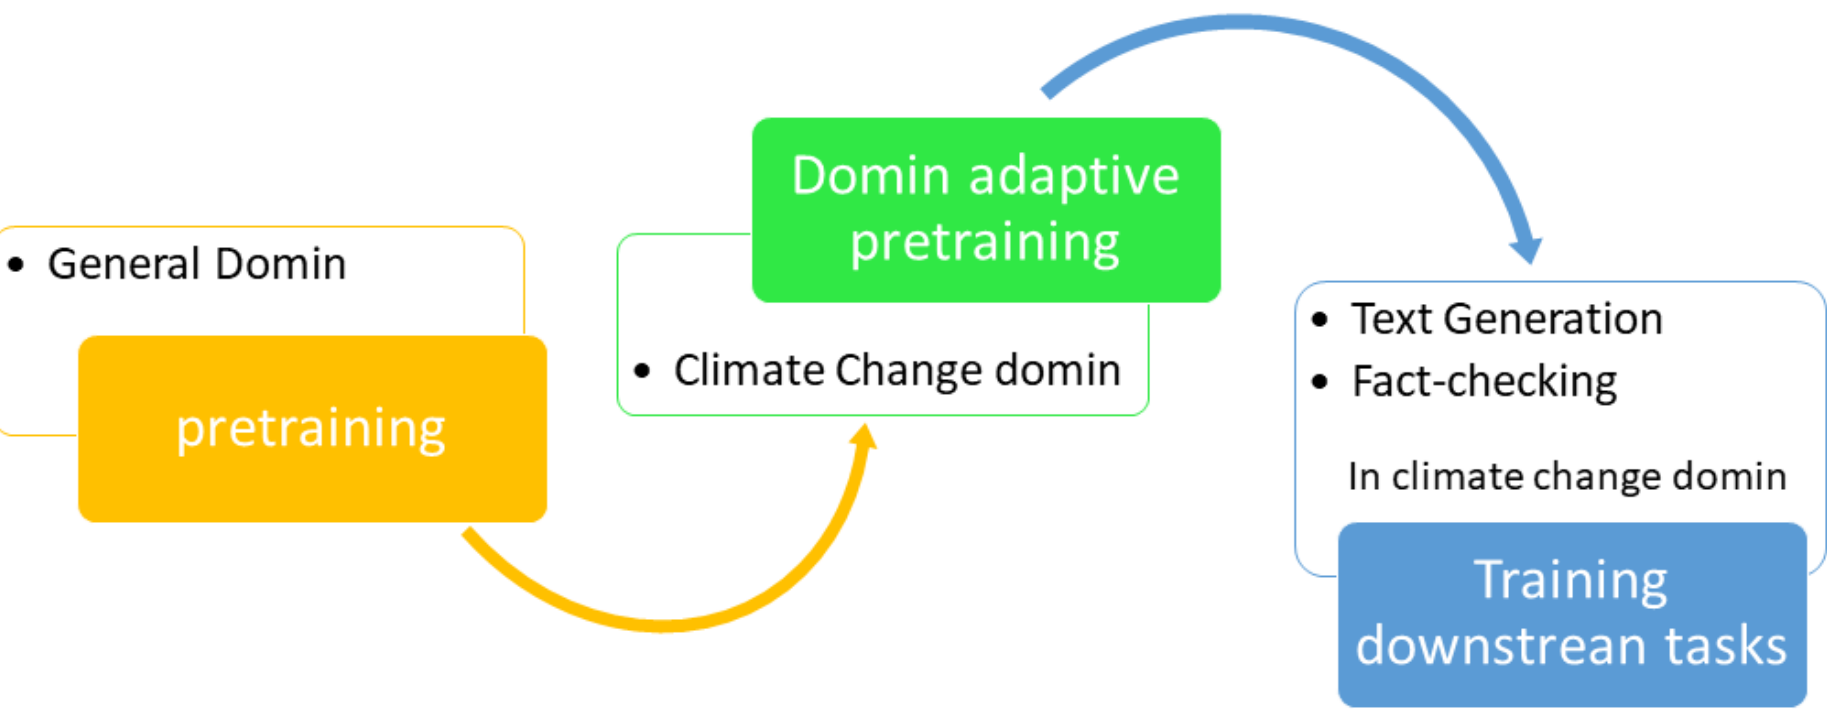 • General Domin
pretraining
Domin adaptive
pretraining
• Climate Change domin
• Text Generation
• Fact-checking
In climate change domin
Training
downstrean tasks